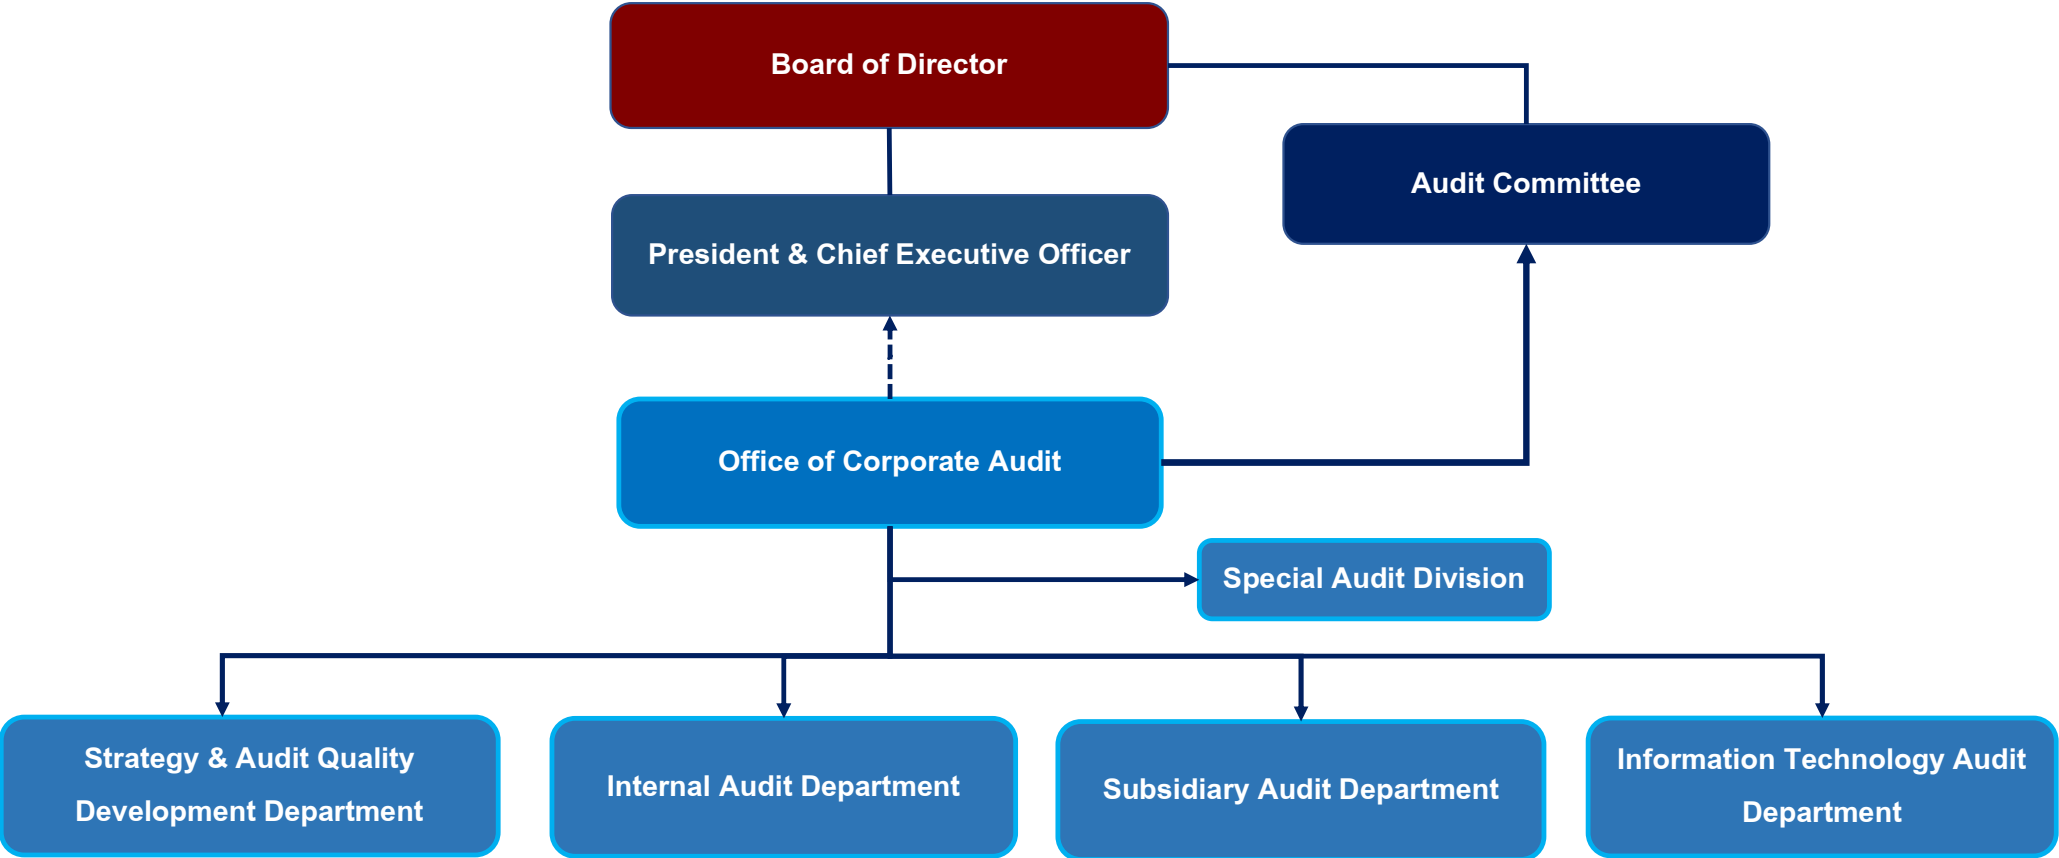 Board of Director
Audit Committee
President & Chief Executive Officer
Office of Corporate Audit
Special Audit Division
Strategy & Audit Quality
Development Department
Internal Audit Department
Subsidiary Audit Department
Information Technology Audit
Department